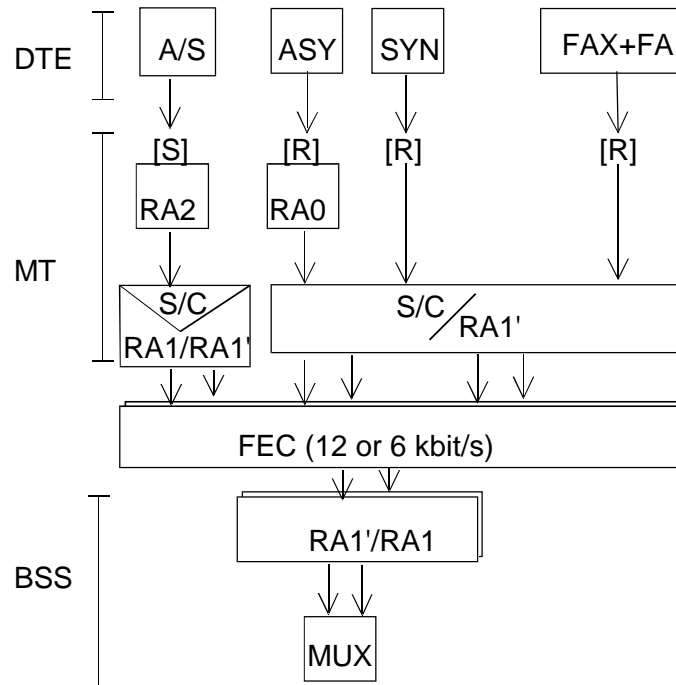 DTE
A/S
ASY
SYN
FAX+FA
[S]
[R]
[R]
[R]
RA2
RA0
MT
S/C
RA1/RA1'
S/C
RA1'
FEC (12 or 6 kbit/s)
BSS
RA1'/RA1
MUX